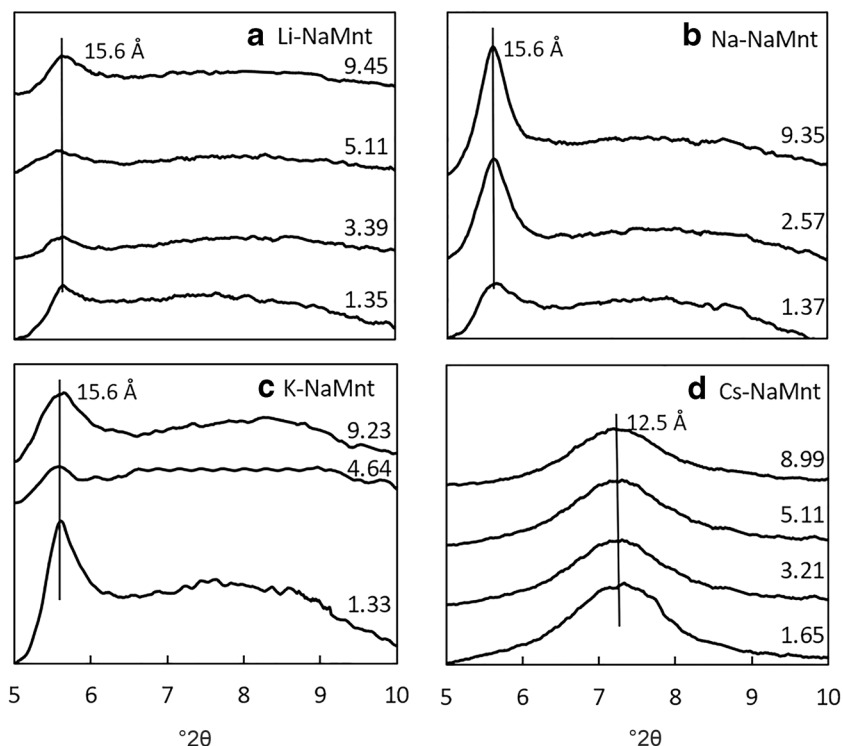 a Li-NaMnt
15.6 Å
9.45
5.11
3.39
1.35
b Na-NaMnt
15.6 Å
9.35
2.57
1.37
c K-NaMnt
15.6 Å
9.23
4.64
1.33
5 6 7 8 9 10
°2θ
d Cs-NaMnt
12.5 Å
8.99
5.11
3.21
1.65
5 6 7 8 9 10
°2θ